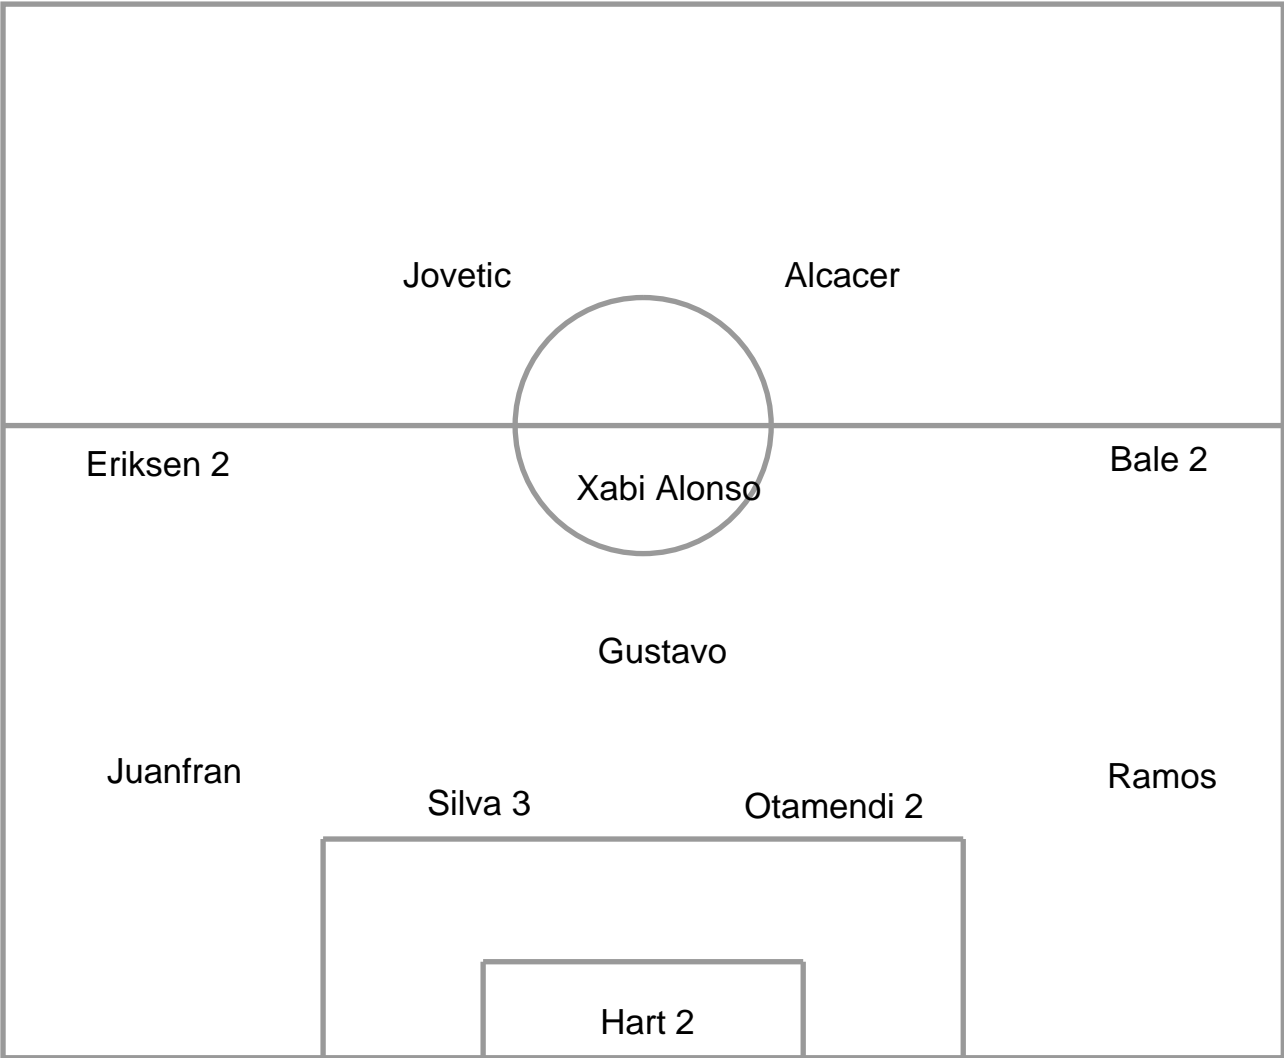 Jovetic
Alcacer
Eriksen 2
Bale 2
Xabi Alonso
Gustavo
Juanfran
Ramos
Silva 3
Otamendi 2
Hart 2